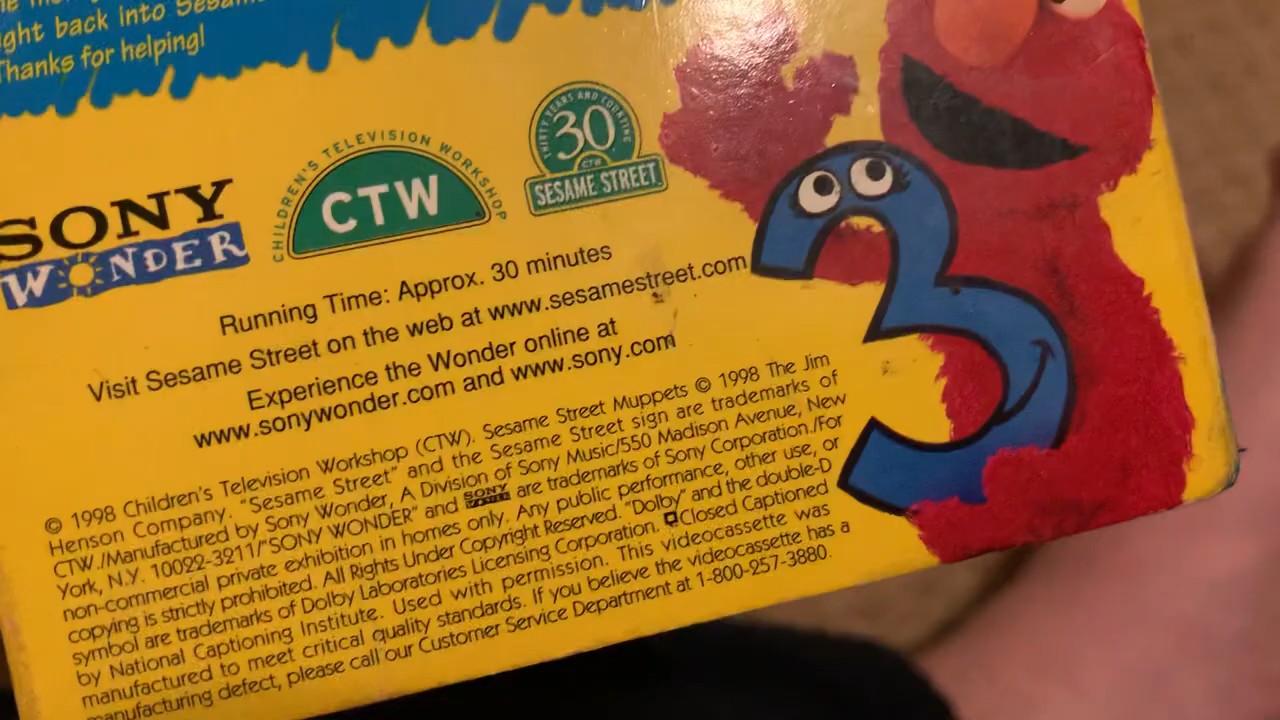 right back into Sesame
Thanks for helping!
SONY
WONDER
CHILDREN'S TELEVISION WORKSHOP
CTW
THIRTY YEARS AND COUNTING
30
CTW
SESAME STREET
3
Running Time: Approx. 30 minutes
Visit Sesame Street on the web at www.sesamestreet.com
Experience the Wonder online at
www.sonywonder.com and www.sony.com
© 1998 Children's Television Workshop (CTW). Sesame Street Muppets © 1998 The Jim
Henson Company. "Sesame Street" and the Sesame Street sign are trademarks of
CTW./Manufactured by Sony Wonder, A Division of Sony Music/550 Madison Avenue, New
York, N.Y. 10022-3211/"SONY WONDER" and SONY WONDER are trademarks of Sony Corporation./For
non-commercial private exhibition in homes only. Any public performance, other use, or
copying is strictly prohibited. All Rights Under Copyright Reserved. "Dolby" and the double-D
symbol are trademarks of Dolby Laboratories Licensing Corporation. Closed Captioned
by National Captioning Institute. Used with permission. This videocassette was
manufactured to meet critical quality standards. If you believe the videocassette has a
manufacturing defect, please call our Customer Service Department at 1-800-257-3880.